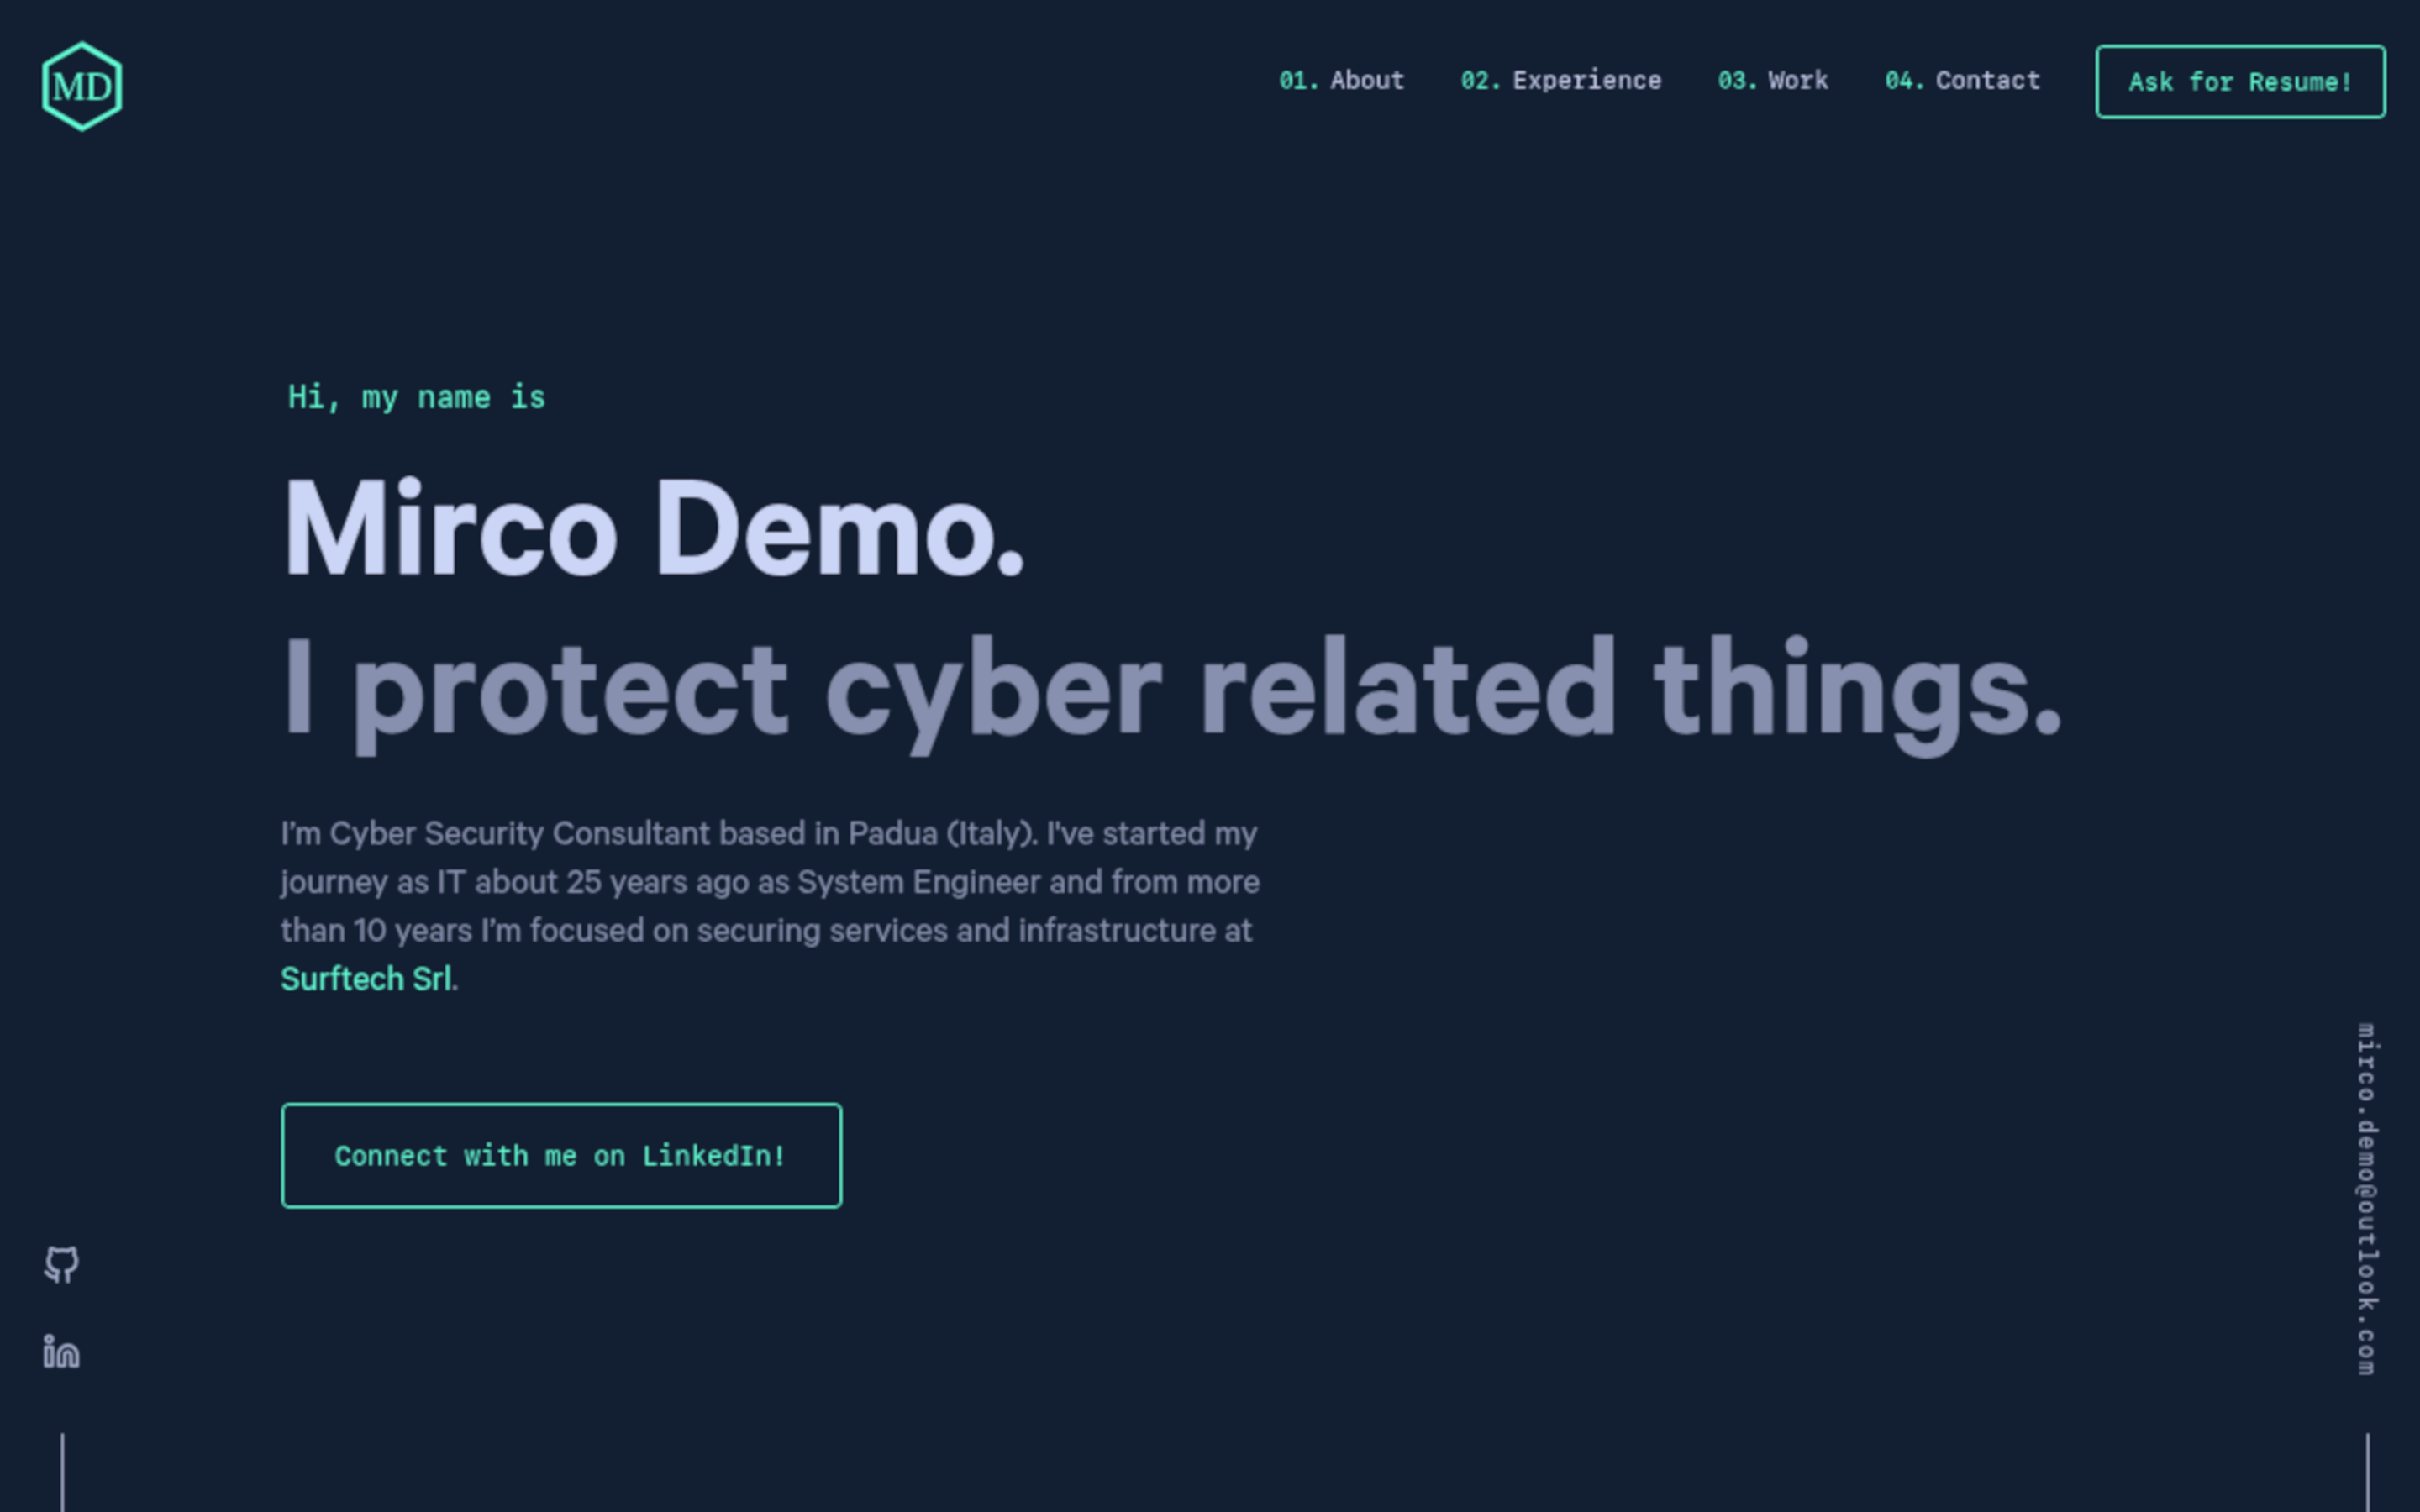 MD
01. About 02. Experience 03. Work 04. Contact Ask for Resume!
Hi, my name is
Mirco Demo.
I protect cyber related things.
I'm Cyber Security Consultant based in Padua (Italy). I've started my
journey as IT about 25 years ago as System Engineer and from more
than 10 years I'm focused on securing services and infrastructure at
Surftech Srl.
Connect with me on LinkedIn!
in
mirco.demo@outlook.com